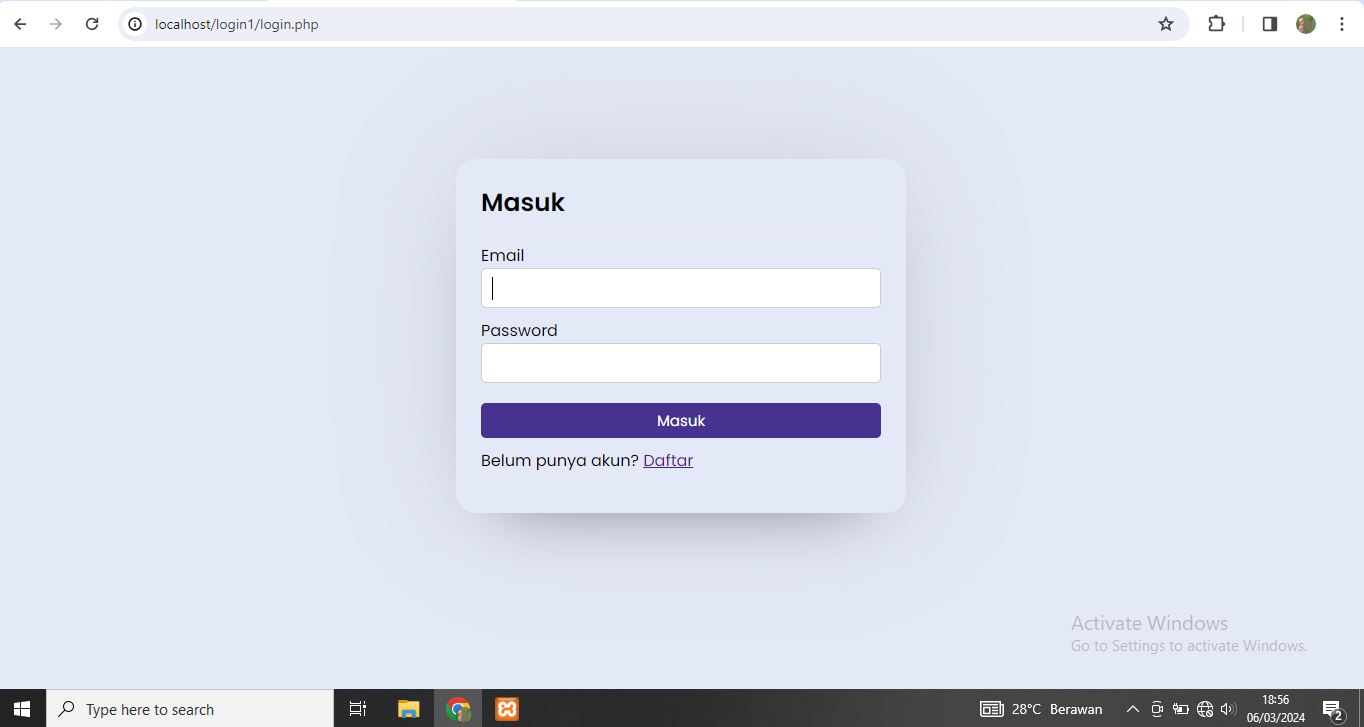 localhost/login1/login.php
Masuk
Email
Password
Masuk
Belum punya akun? Daftar
Activate Windows
Go to Settings to activate Windows.
Type here to search
28°C Berawan
18:56
06/03/2024
2